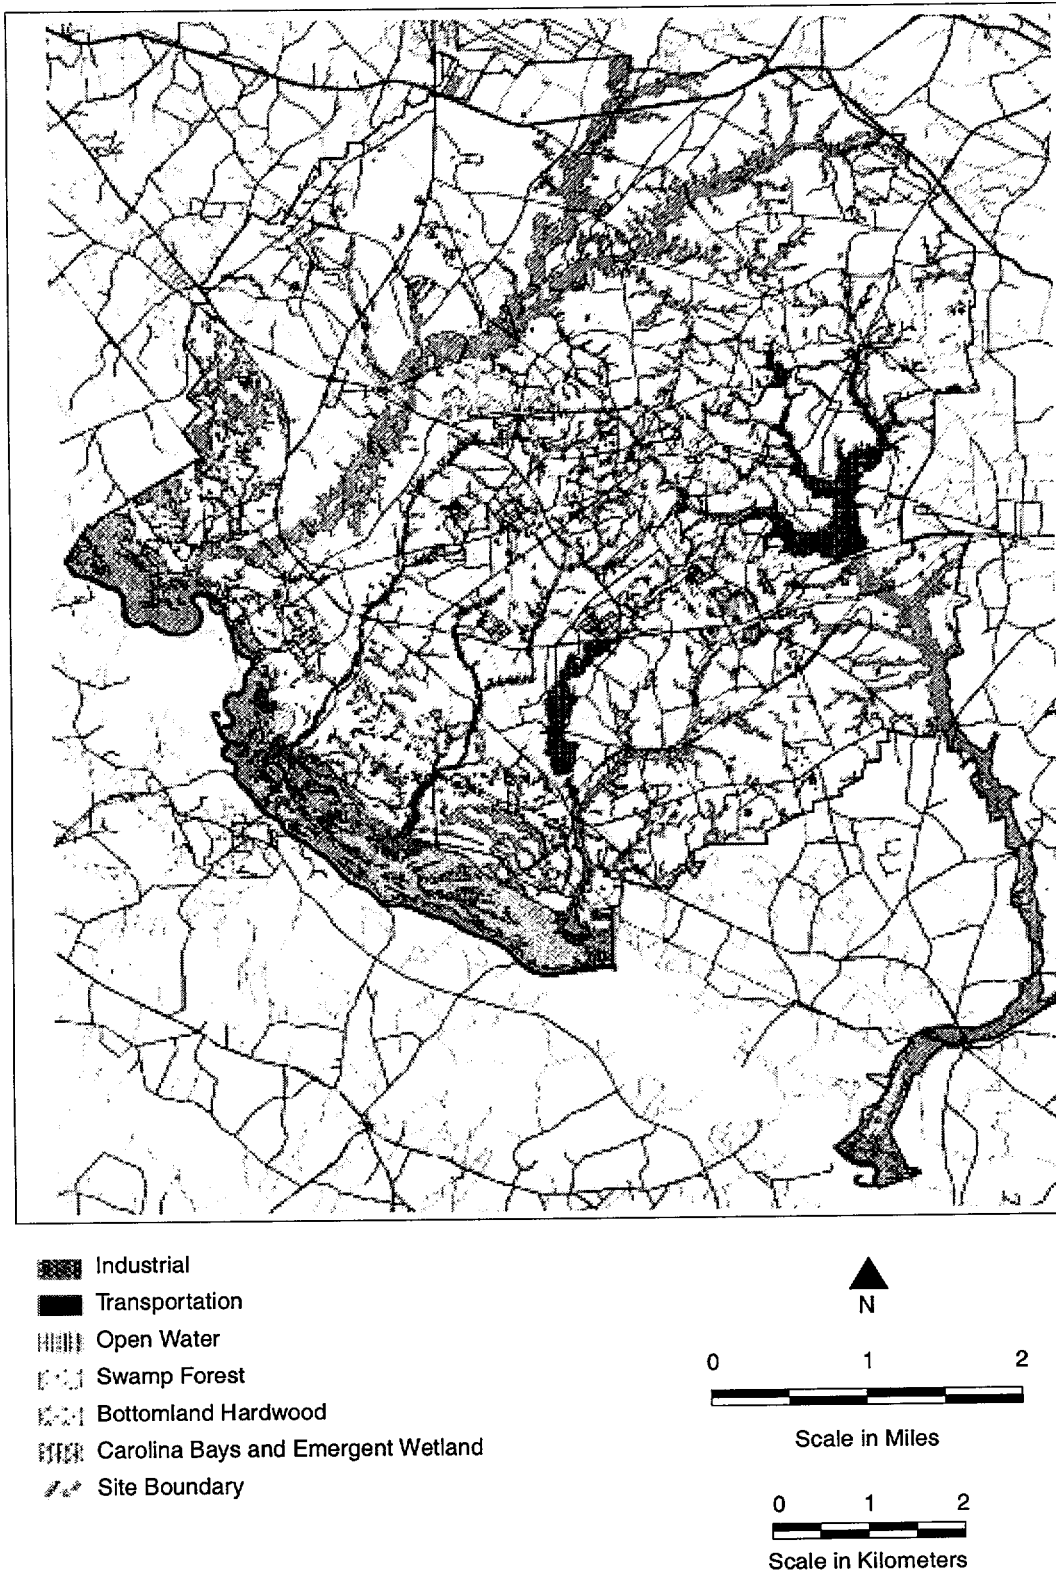 Industrial
Transportation
Open Water
Swamp Forest
Bottomland Hardwood
Carolina Bays and Emergent Wetland
Site Boundary
N
0 1 2
Scale in Miles
0 1 2
Scale in Kilometers